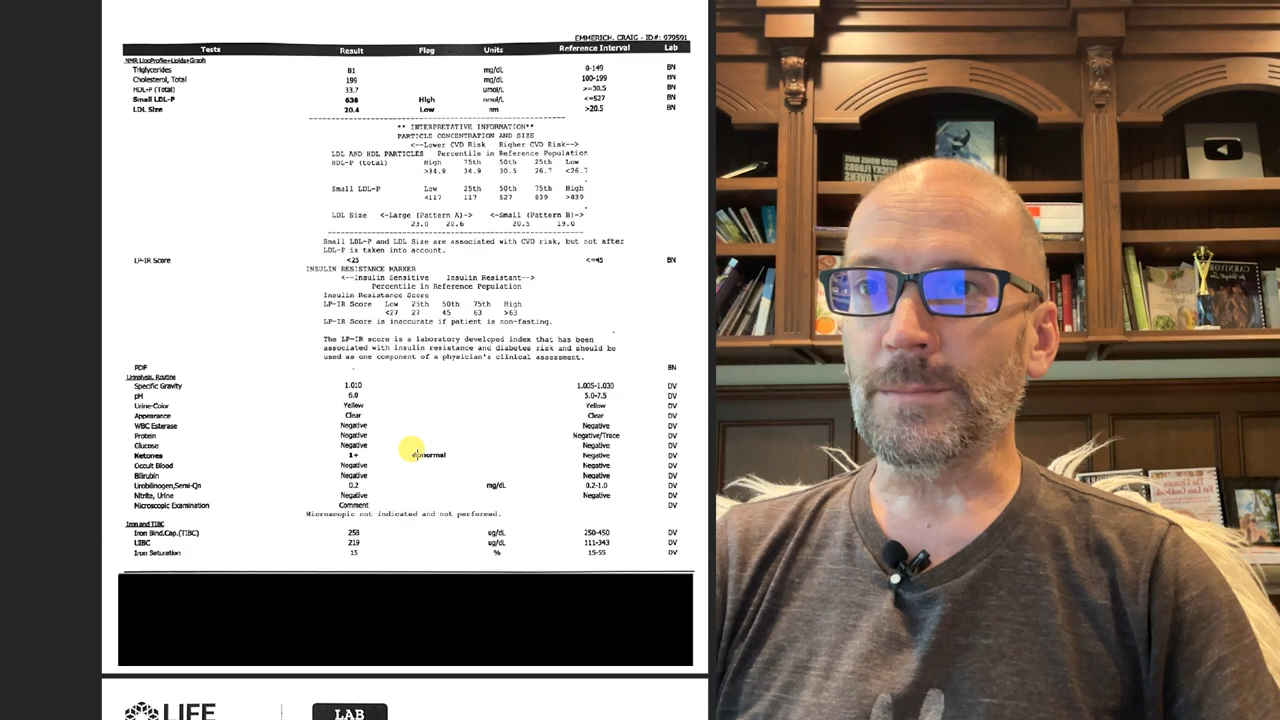 EMMERICH, CRAIG - ID#: 979591
Tests Result Flag Units Reference Interval Lab
NMR LipoProfile+Lipids+Graph
Triglycerides 81 mg/dL 0-149 BN
Cholesterol, Total 199 mg/dL 100-199 BN
HDL-P (Total) 33.7 umol/L >=30.5 BN
Small LDL-P 638 High nmol/L <=527 BN
LDL Size 20.4 Low nm >20.5 BN
** INTERPRETATIVE INFORMATION**
PARTICLE CONCENTRATION AND SIZE
<--Lower CVD Risk Higher CVD Risk-->
LDL AND HDL PARTICLES Percentile in Reference Population
HDL-P (total) High 75th 50th 25th Low
>34.9 34.9 30.5 26.7 <26.7
Small LDL-P Low 25th 50th 75th High
<117 117 527 839 >839
LDL Size <-Large (Pattern A)-> <-Small (Pattern B)->
23.0 20.6 20.5 19.0
Small LDL-P and LDL Size are associated with CVD risk, but not after
LDL-P is taken into account.
LP-IR Score <25 <=45 BN
INSULIN RESISTANCE MARKER
<--Insulin Sensitive Insulin Resistant-->
Percentile in Reference Population
Insulin Resistance Score
LP-IR Score Low 25th 50th 75th High
<27 27 45 63 >63
LP-IR Score is inaccurate if patient is non-fasting.
The LP-IR score is a laboratory developed index that has been
associated with insulin resistance and diabetes risk and should be
used as one component of a physician's clinical assessment.
PDF . BN
Urinalysis, Routine
Specific Gravity 1.010 1.005-1.030 DV
pH 6.0 5.0-7.5 DV
Urine-Color Yellow Yellow DV
Appearance Clear Clear DV
WBC Esterase Negative Negative DV
Protein Negative Negative/Trace DV
Glucose Negative Negative DV
Ketones 1+ Abnormal Negative DV
Occult Blood Negative Negative DV
Bilirubin Negative Negative DV
Urobilinogen,Semi-Qn 0.2 mg/dL 0.2-1.0 DV
Nitrite, Urine Negative Negative DV
Microscopic Examination Comment DV
Microscopic not indicated and not performed.
Iron and TIBC
Iron Bind.Cap.(TIBC) 258 ug/dL 250-450 DV
UIBC 219 ug/dL 111-343 DV
Iron Saturation 15 % 15-55 DV
LIFE
LAB
CARNIVORE